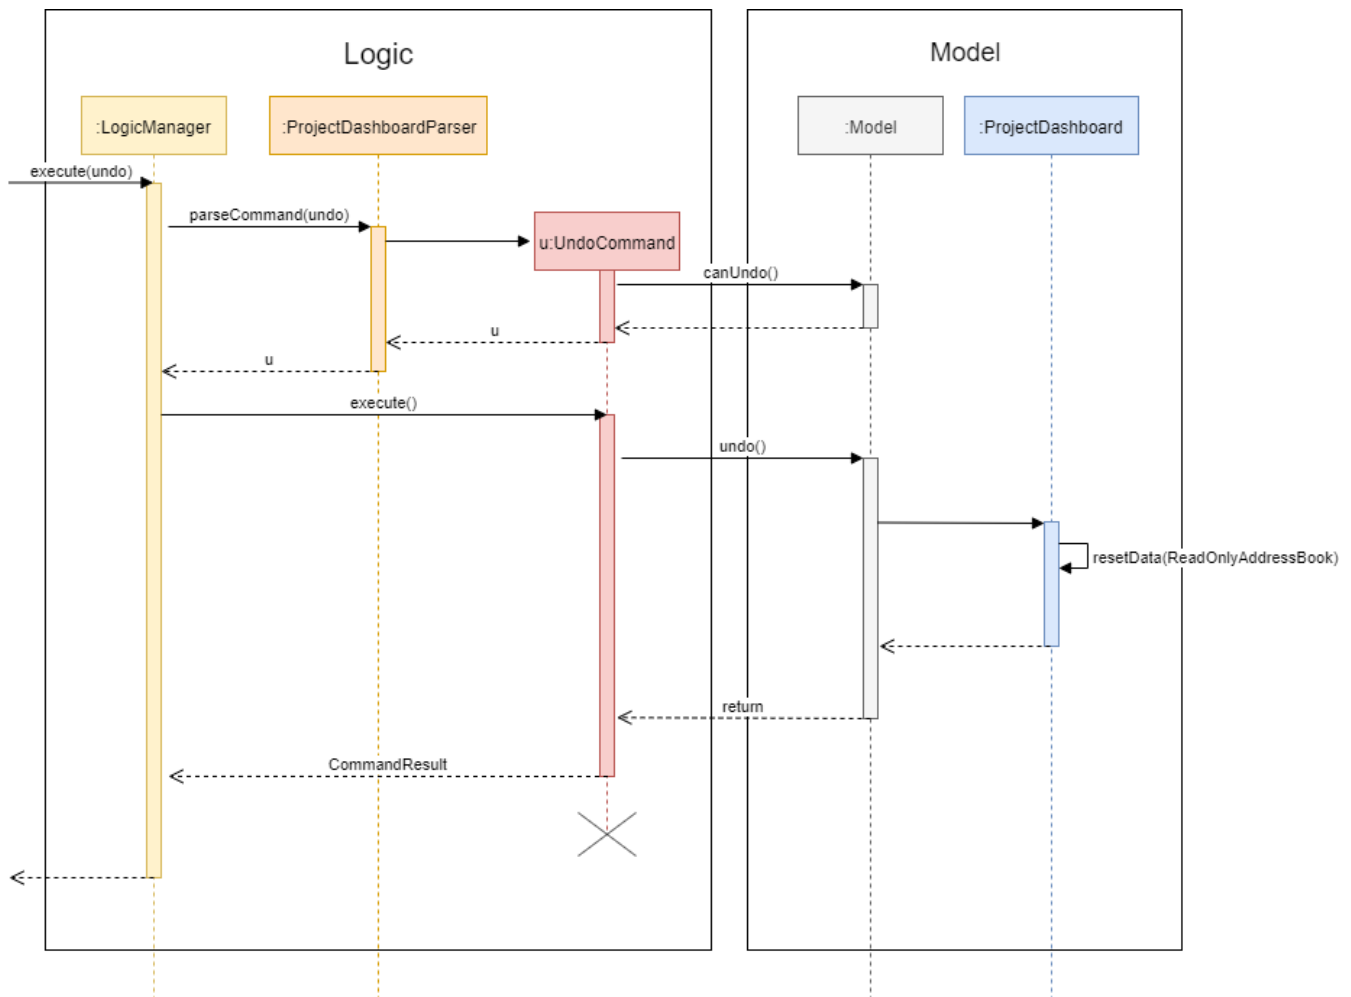 Logic
Model
:LogicManager
:ProjectDashboardParser
:Model
:ProjectDashboard
execute(undo)
parseCommand(undo)
u:UndoCommand
canUndo()
u
u
execute()
undo()
resetData(ReadOnlyAddressBook)
return
CommandResult